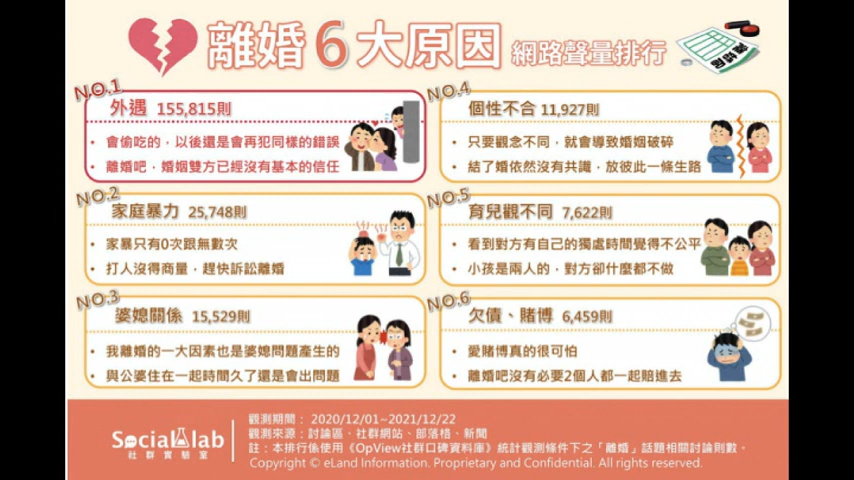 離婚6大原因 網路聲量排行
離婚届
NO.1
外遇 155,815則
• 會偷吃的，以後還是會再犯同樣的錯誤
• 離婚吧，婚姻雙方已經沒有基本的信任
NO.2
家庭暴力 25,748則
• 家暴只有0次跟無數次
• 打人沒得商量，趕快訴訟離婚
NO.3
婆媳關係 15,529則
• 我離婚的一大因素也是婆媳問題產生的
• 與公婆住在一起時間久了還是會出問題
NO.4
個性不合 11,927則
• 只要觀念不同，就會導致婚姻破碎
• 結了婚依然沒有共識，放彼此一條生路
NO.5
育兒觀不同 7,622則
• 看到對方有自己的獨處時間覺得不公平
• 小孩是兩人的，對方卻什麼都不做
NO.6
欠債、賭博 6,459則
• 愛賭博真的很可怕
• 離婚吧沒有必要2個人都一起賠進去
Social lab
社群實驗室
觀測期間： 2020/12/01~2021/12/22
觀測來源：討論區、社群網站、部落格、新聞
註：本排行係使用《OpView社群口碑資料庫》統計觀測條件下之「離婚」話題相關討論則數。
Copyright © eLand Information. Proprietary and Confidential. All rights reserved.